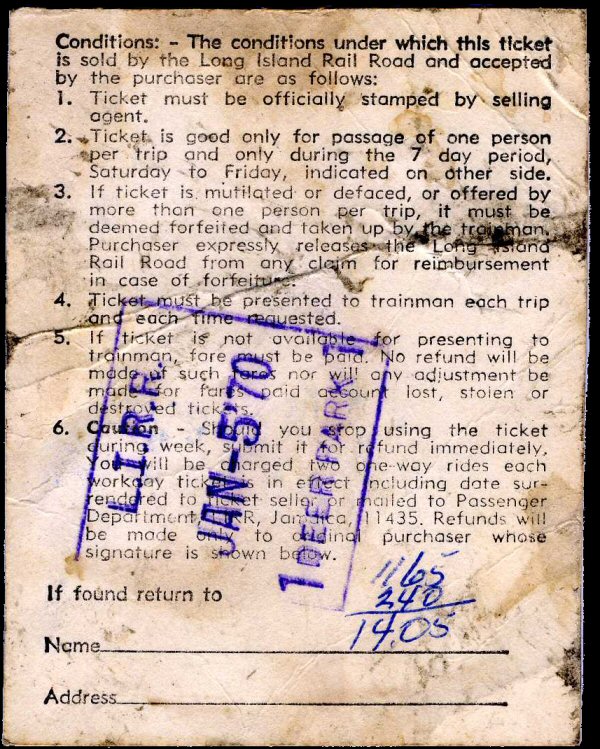 Conditions: - The conditions under which this ticket
is sold by the Long Island Rail Road and accepted
by the purchaser are as follows:
1. Ticket must be officially stamped by selling
agent.
2. Ticket is good only for passage of one person
per trip and only during the 7 day period,
Saturday to Friday, indicated on other side.
3. If ticket is mutilated or defaced, or offered by
more than one person per trip, it must be
deemed forfeited and taken up by the trainman.
Purchaser expressly releases the Long Island
Rail Road from any claim for reimbursement
in case of forfeiture.
4. Ticket must be presented to trainman each trip
and each time requested.
5. If ticket is not available for presenting to
trainman, fare must be paid. No refund will be
made of such fares nor will any adjustment be
made for fares paid account lost, stolen or
destroyed tickets.
6. Caution - Should you stop using the ticket
during week, submit it for refund immediately.
You will be charged two one-way rides each
workday ticket is in effect including date sur-
rendered to ticket seller or mailed to Passenger
Department, LIRR, Jamaica, 11435. Refunds will
be made only to original purchaser whose
signature is shown below.
L.I.R.R.
JAN-5 70
1 DEER PARK 1
If found return to
1165
240
14.05
Name
Address